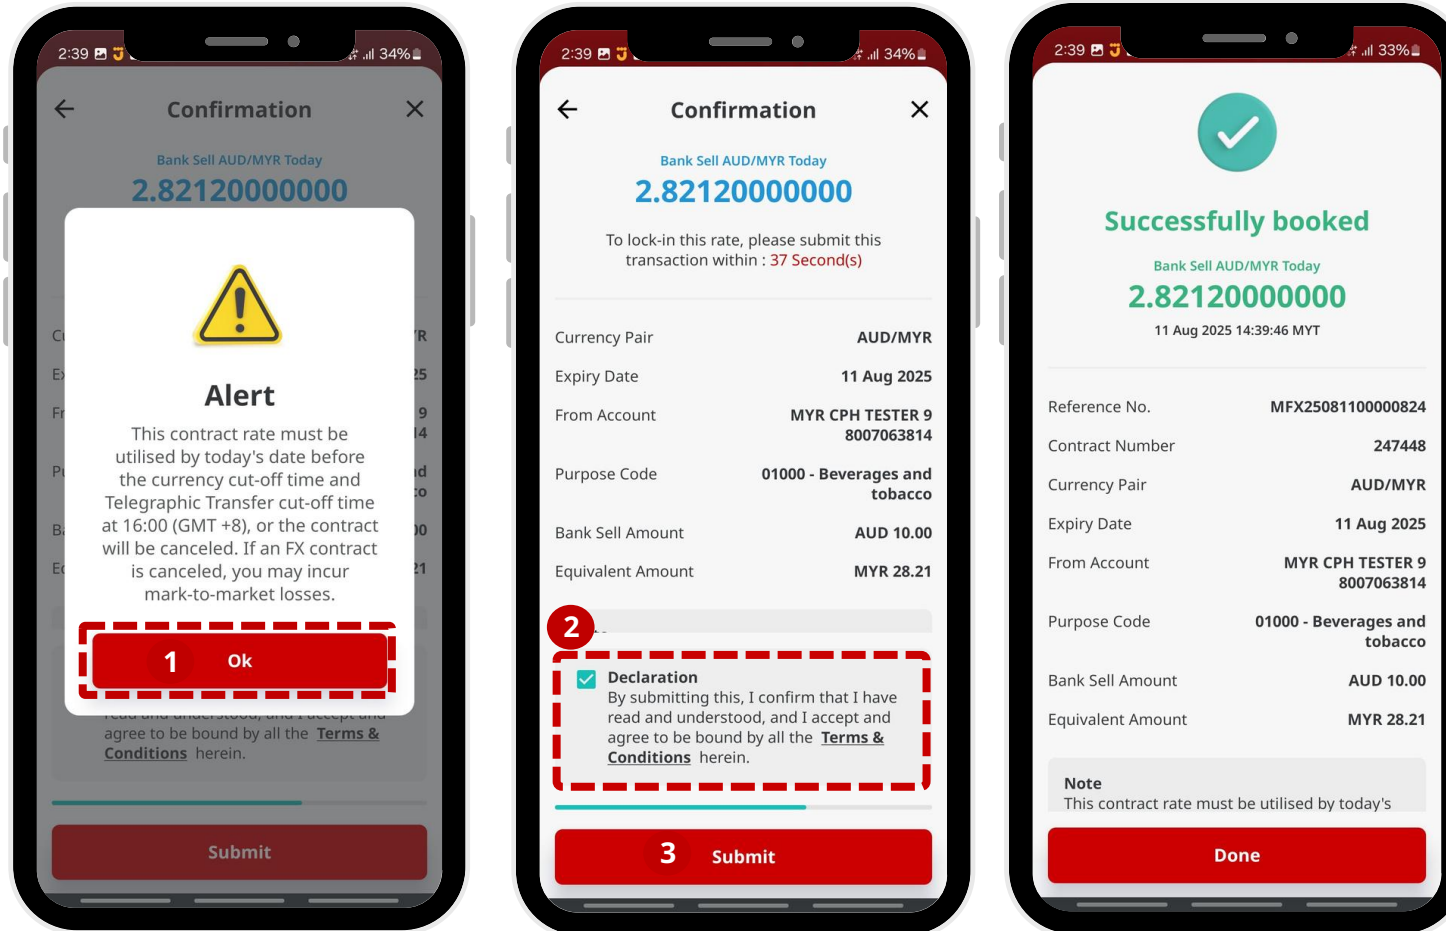 2:39
34%
Confirmation
Bank Sell AUD/MYR Today
2.82120000000
Alert
This contract rate must be
utilised by today's date before
the currency cut-off time and
Telegraphic Transfer cut-off time
at 16:00 (GMT +8), or the contract
will be canceled. If an FX contract
is canceled, you may incur
mark-to-market losses.
1 Ok
read and understood, and I accept and
agree to be bound by all the Terms &
Conditions herein.
Submit
2:39
34%
Confirmation
Bank Sell AUD/MYR Today
2.82120000000
To lock-in this rate, please submit this
transaction within : 37 Second(s)
Currency Pair AUD/MYR
Expiry Date 11 Aug 2025
From Account MYR CPH TESTER 9
8007063814
Purpose Code 01000 - Beverages and
tobacco
Bank Sell Amount AUD 10.00
Equivalent Amount MYR 28.21
2
Declaration
By submitting this, I confirm that I have
read and understood, and I accept and
agree to be bound by all the Terms &
Conditions herein.
3 Submit
2:39
33%
Successfully booked
Bank Sell AUD/MYR Today
2.82120000000
11 Aug 2025 14:39:46 MYT
Reference No. MFX25081100000824
Contract Number 247448
Currency Pair AUD/MYR
Expiry Date 11 Aug 2025
From Account MYR CPH TESTER 9
8007063814
Purpose Code 01000 - Beverages and
tobacco
Bank Sell Amount AUD 10.00
Equivalent Amount MYR 28.21
Note
This contract rate must be utilised by today's
Done